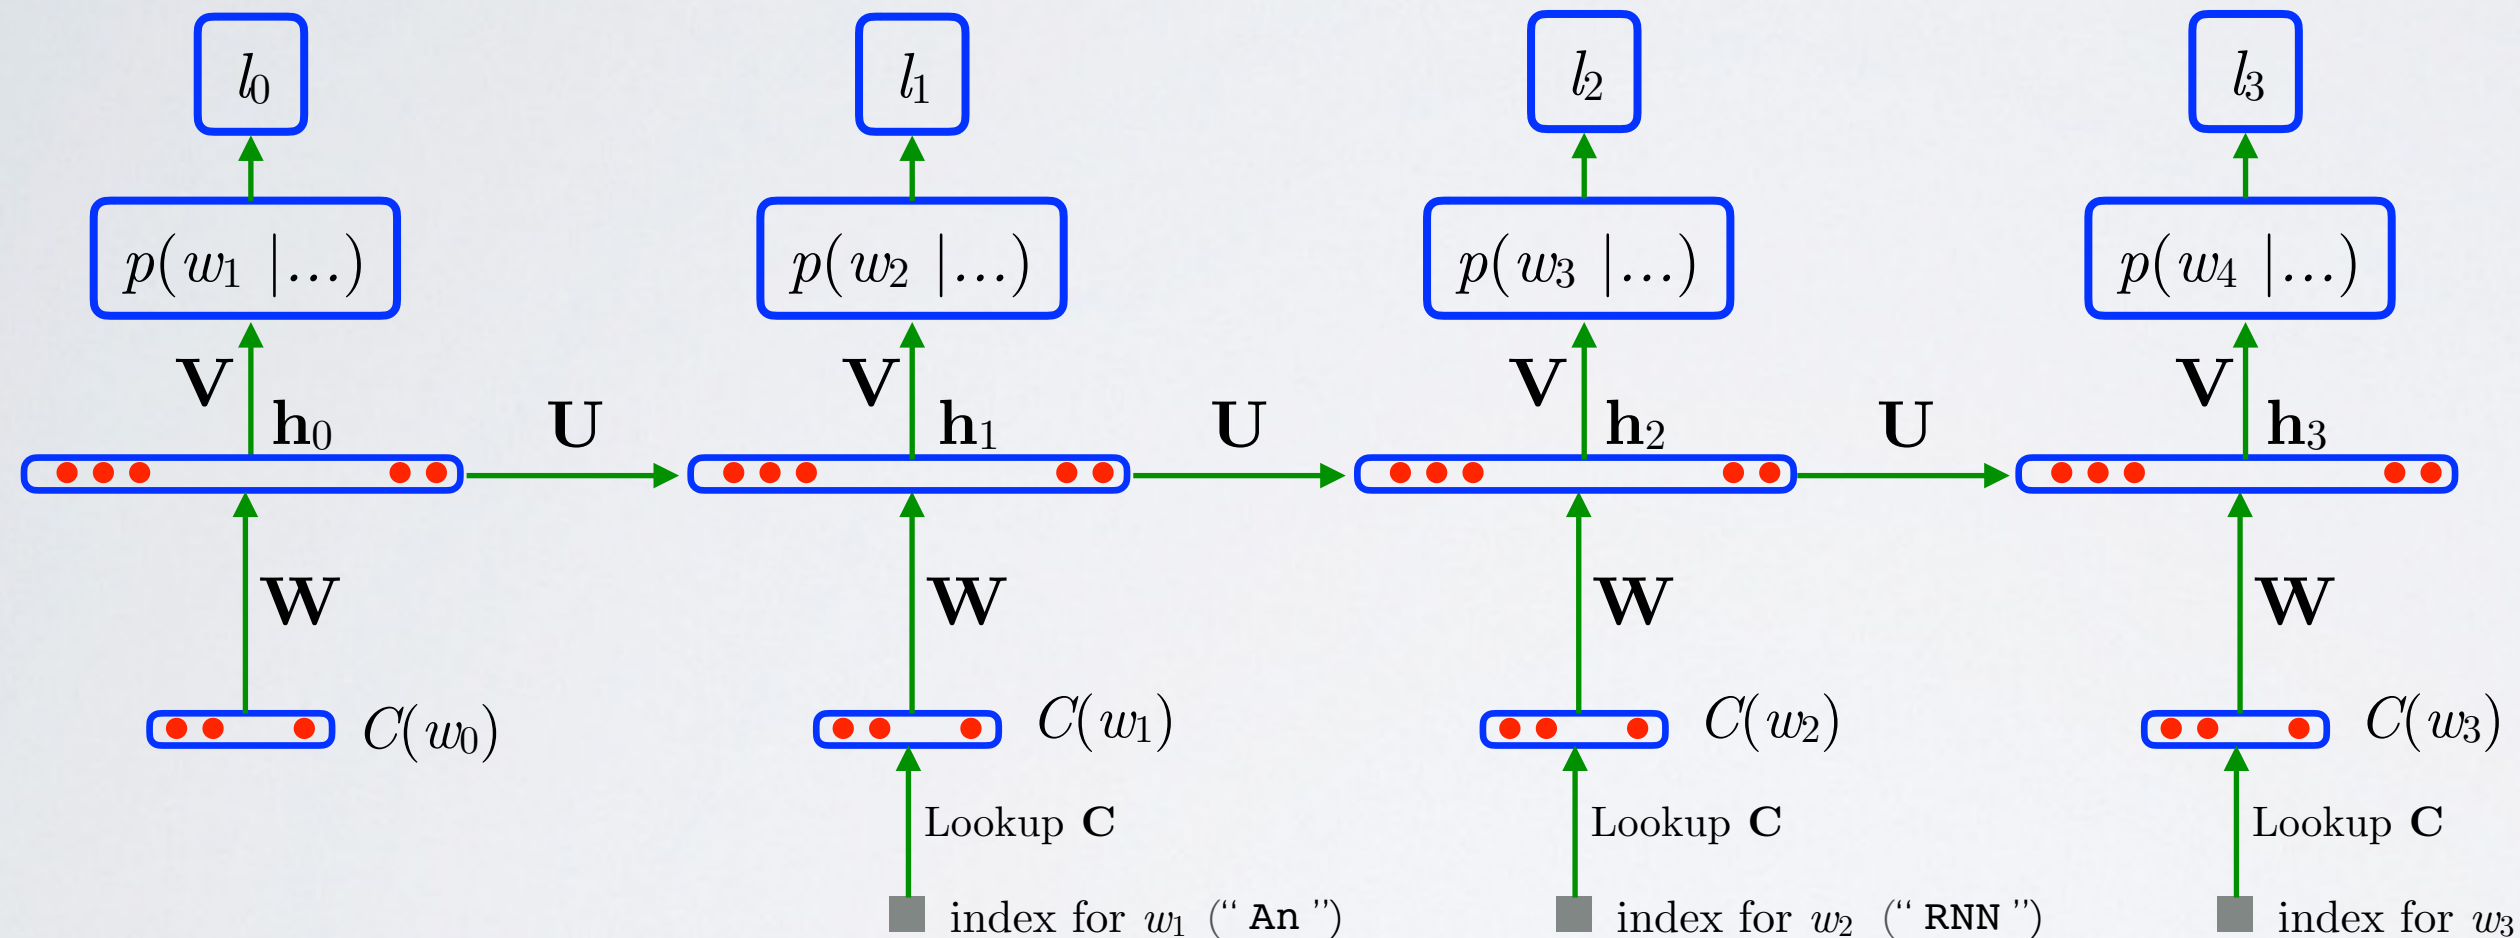 l0 l1 l2 l3
p(w1 |...) p(w2 |...) p(w3 |...) p(w4 |...)
V V V V
h0 U h1 U h2 U h3
W W W W
C(w0) C(w1) C(w2) C(w3)
Lookup C Lookup C Lookup C
index for w1 (“ An ”) index for w2 (“ RNN ”) index for w3